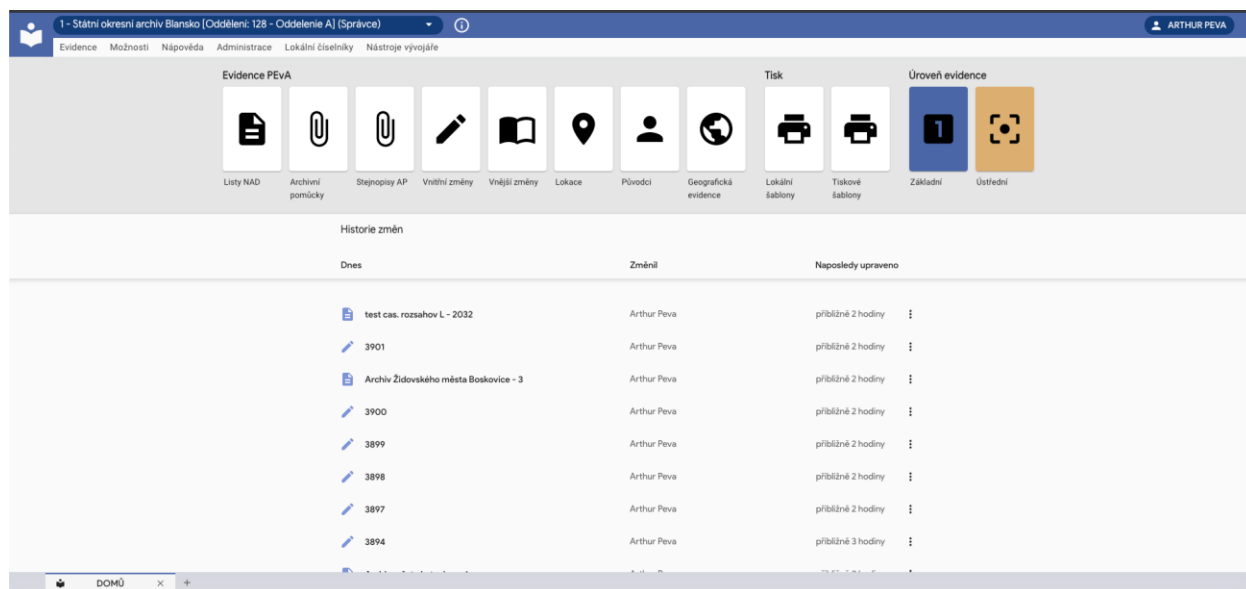 1 - Státní okresní archiv Blansko [Oddělení: 128 - Oddelenie A] (Správce)
ARTHUR PEVA
Evidence Možnosti Nápověda Administrace Lokální číselníky Nástroje vývojáře
Evidence PEvA Tisk Úroveň evidence
1
Listy NAD Archivní pomůcky Stejnopisy AP Vnitřní změny Vnější změny Lokace Původci Geografická evidence Lokální šablony Tiskové šablony Základní Ústřední
Historie změn
Dnes Změnil Naposledy upraveno
test cas. rozsahov L - 2032 Arthur Peva přibližně 2 hodiny
3901 Arthur Peva přibližně 2 hodiny
Archiv Židovského města Boskovice - 3 Arthur Peva přibližně 2 hodiny
3900 Arthur Peva přibližně 2 hodiny
3899 Arthur Peva přibližně 2 hodiny
3898 Arthur Peva přibližně 2 hodiny
3897 Arthur Peva přibližně 2 hodiny
3894 Arthur Peva přibližně 3 hodiny
DOMŮ